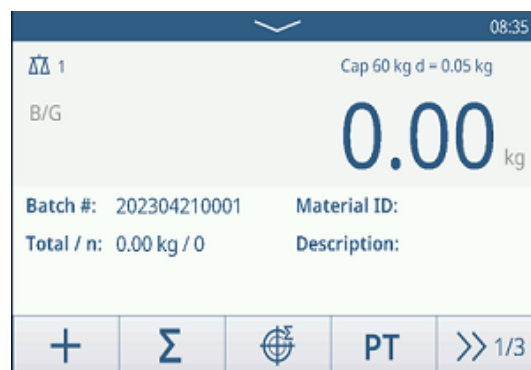 08:35
1 Cap 60 kg d = 0.05 kg
B/G 0.00 kg
Batch #: 202304210001 Material ID:
Total / n: 0.00 kg / 0 Description:
+ Σ Σ PT >> 1/3